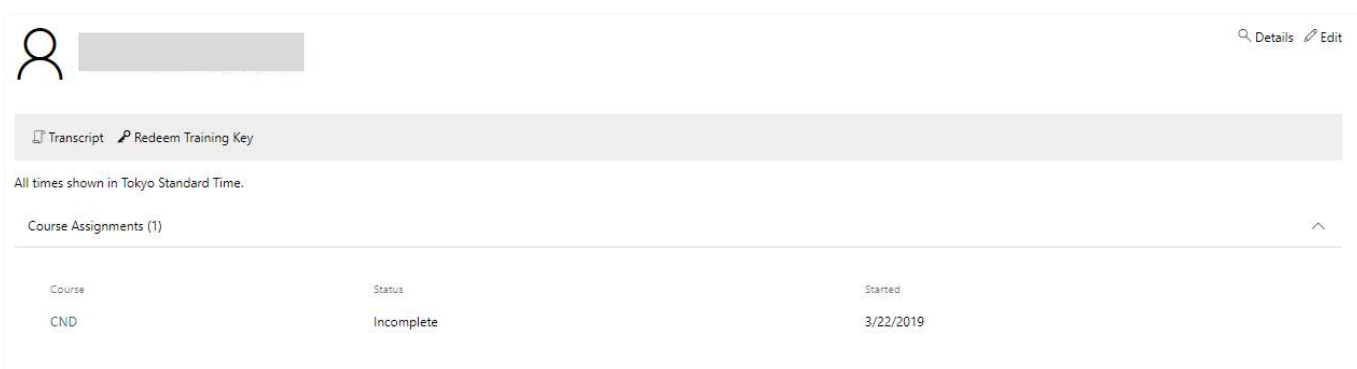 Details Edit
Transcript Redeem Training Key
All times shown in Tokyo Standard Time.
Course Assignments (1)
Course Status Started
CND Incomplete 3/22/2019